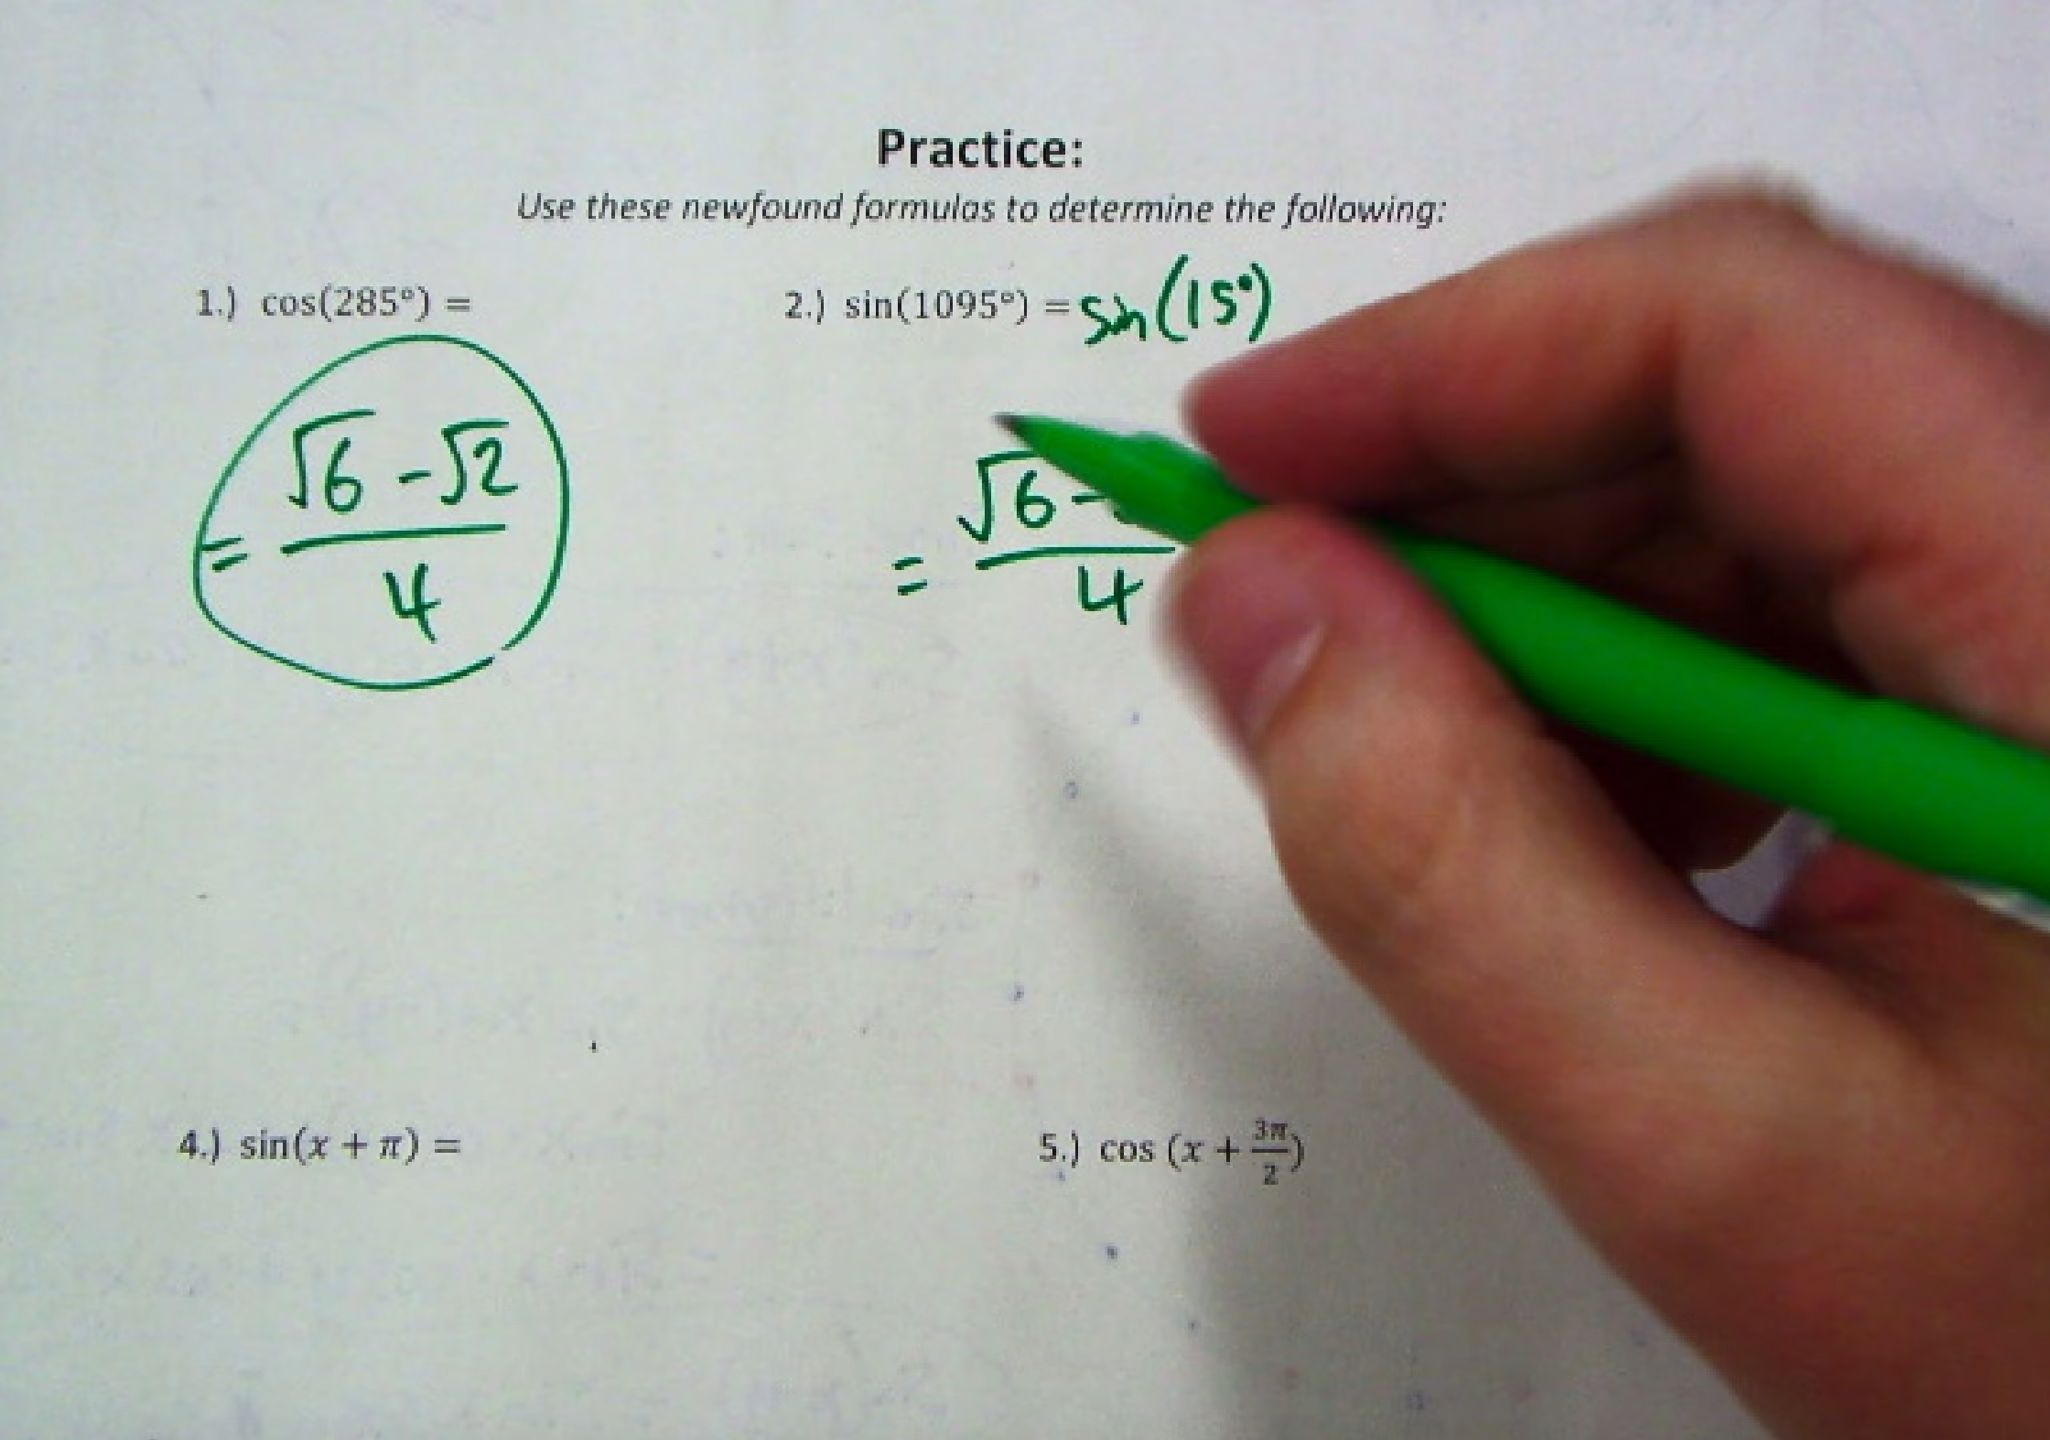 Practice:
Use these newfound formulas to determine the following:
1.) cos(285°) =
= √6 - √2 / 4
2.) sin(1095°) = sin(15°)
= √6 - / 4
4.) sin(x + π) =
5.) cos (x + 3π/2)